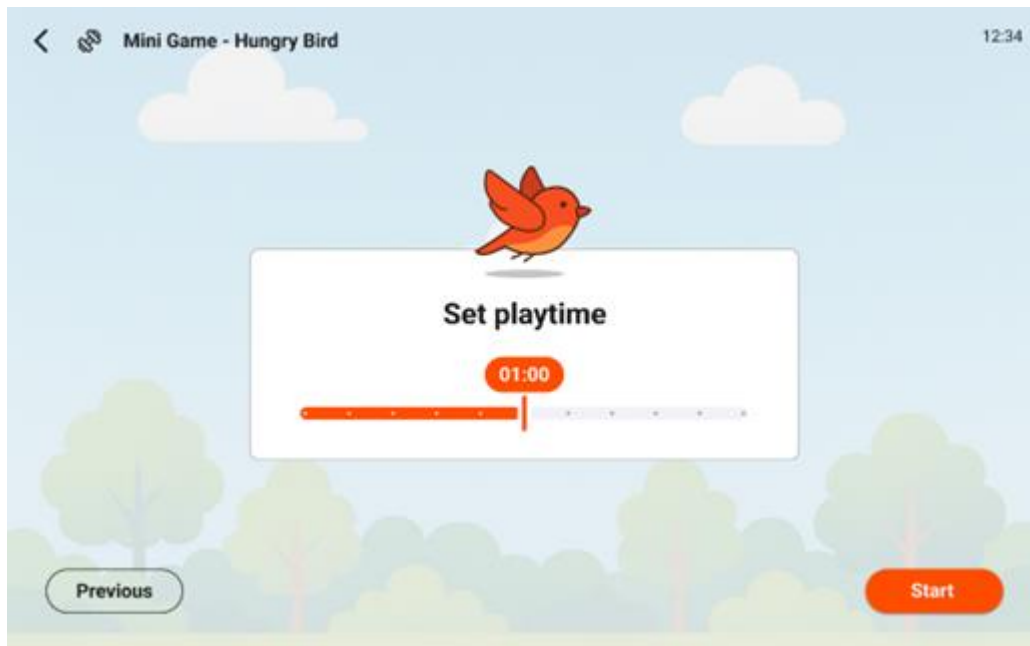 Mini Game - Hungry Bird
12:34
Set playtime
01:00
Previous
Start